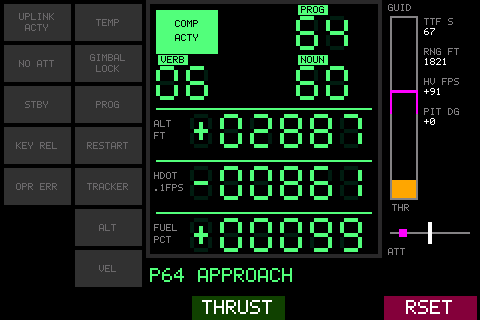 UPLINK
ACTY
TEMP
NO ATT
GIMBAL
LOCK
STBY
PROG
KEY REL
RESTART
OPR ERR
TRACKER
ALT
VEL
COMP
ACTY
PROG
64
VERB
06
NOUN
60
ALT
FT
+02887
HDOT
.1FPS
-00861
FUEL
PCT
+00099
P64 APPROACH
GUID
TTF S
67
RNG FT
1821
HV FPS
+91
PIT DG
+0
THR
ATT
THRUST
RSET